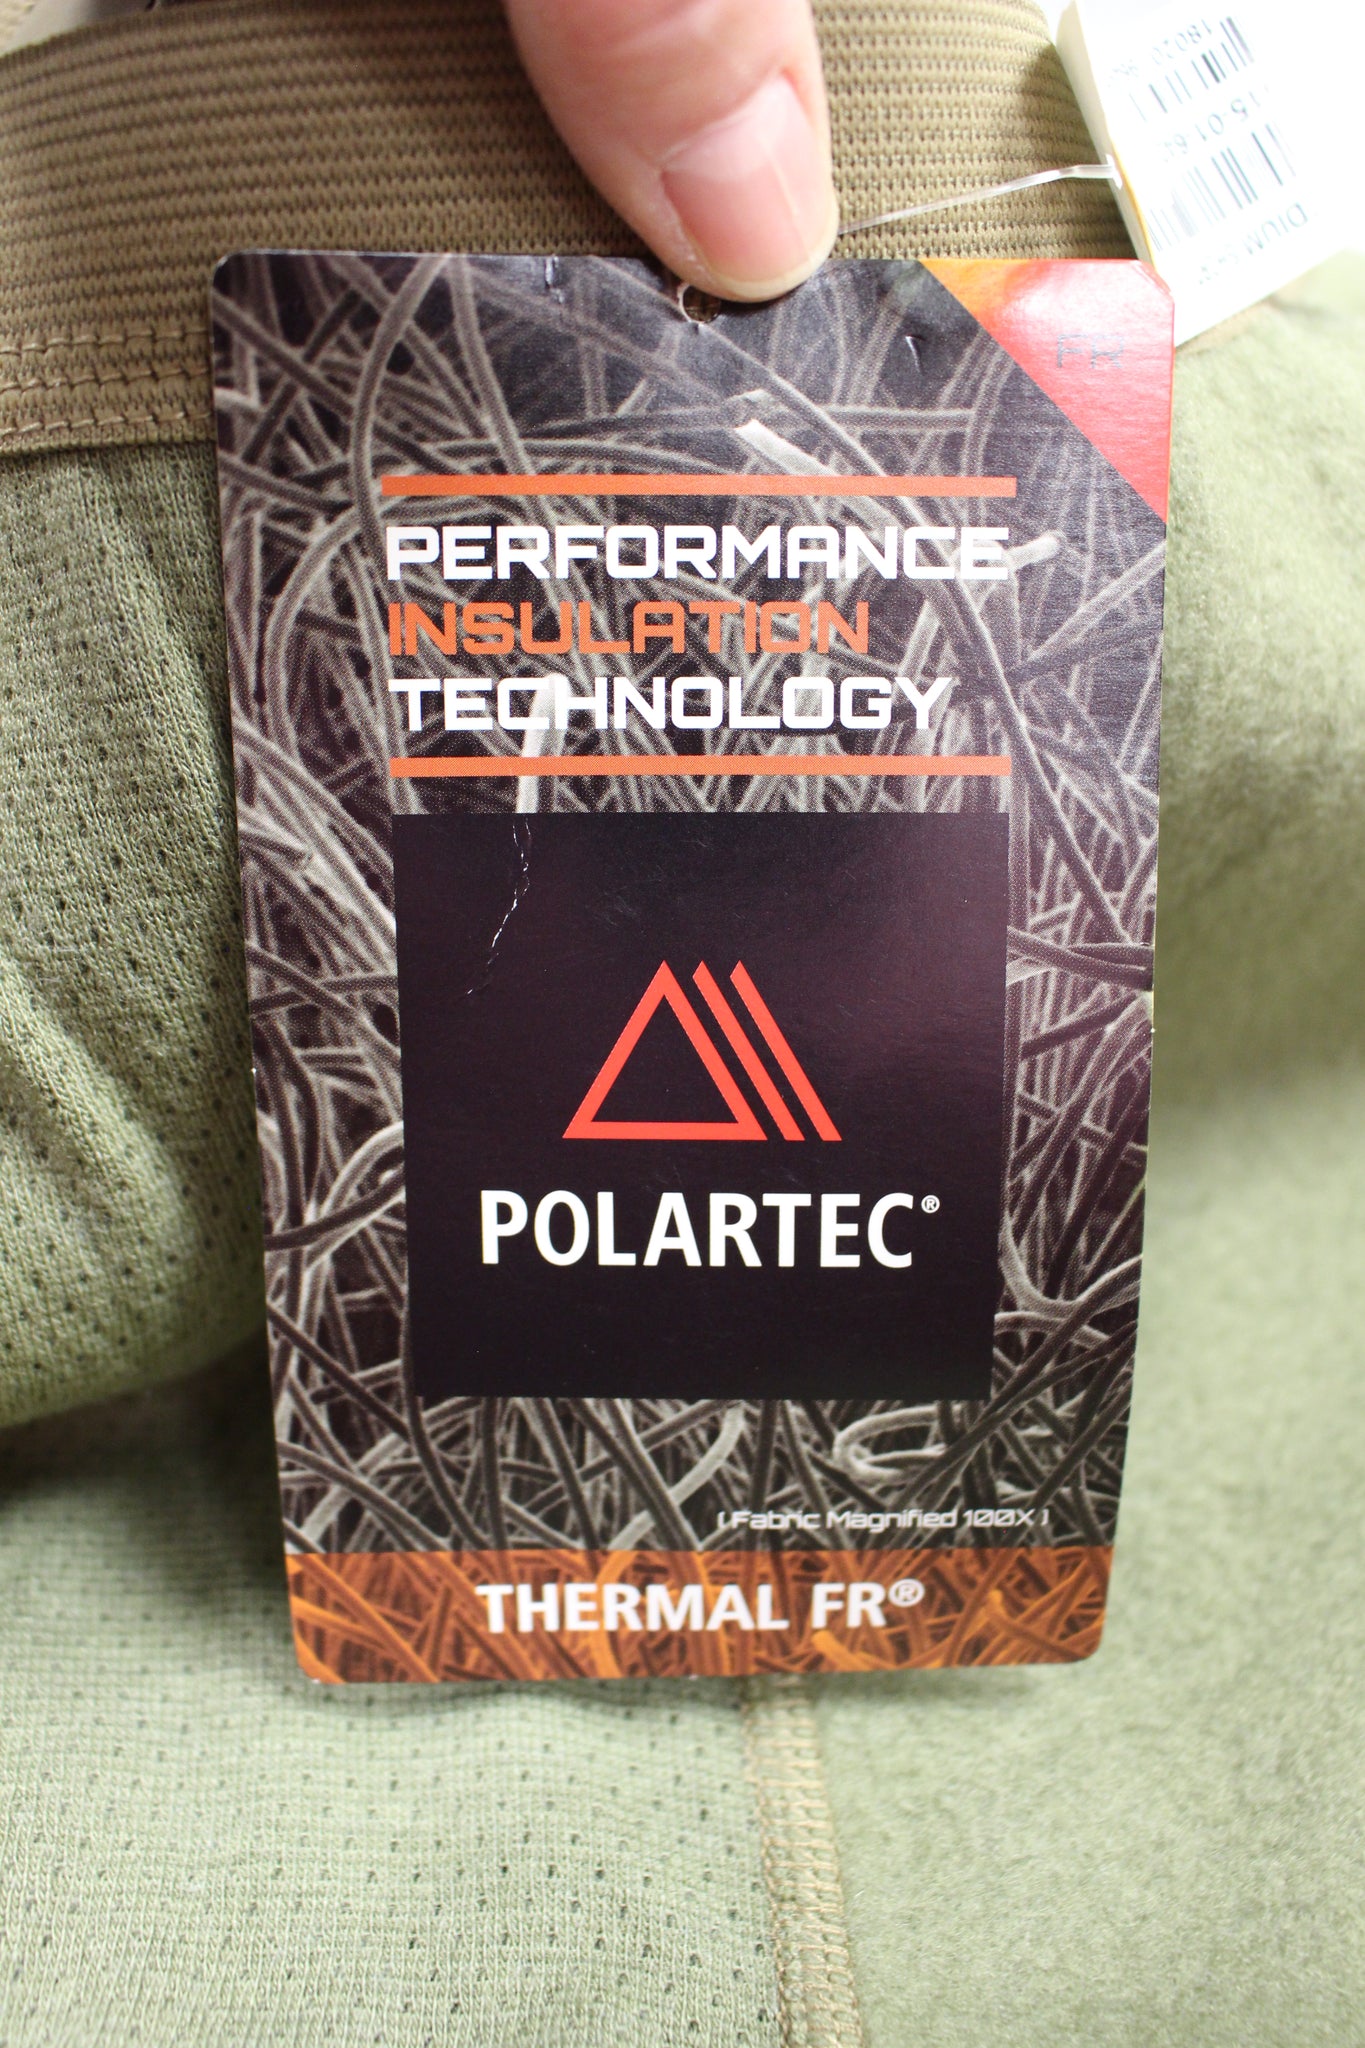 FR
PERFORMANCE
INSULATION
TECHNOLOGY
POLARTEC®
( Fabric Magnified 100X )
THERMAL FR®